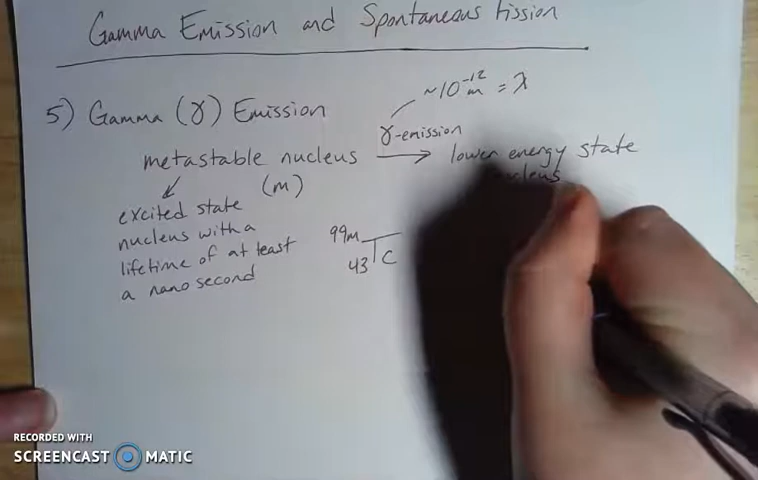 Gamma Emission and Spontaneous Fission
~10⁻¹² m = λ
5) Gamma (γ) Emission
γ-emission
metastable nucleus → lower energy state
(m)
excited state
nucleus with a
lifetime of at least
a nano second
99m
43 Tc
RECORDED WITH
SCREENCAST MATIC